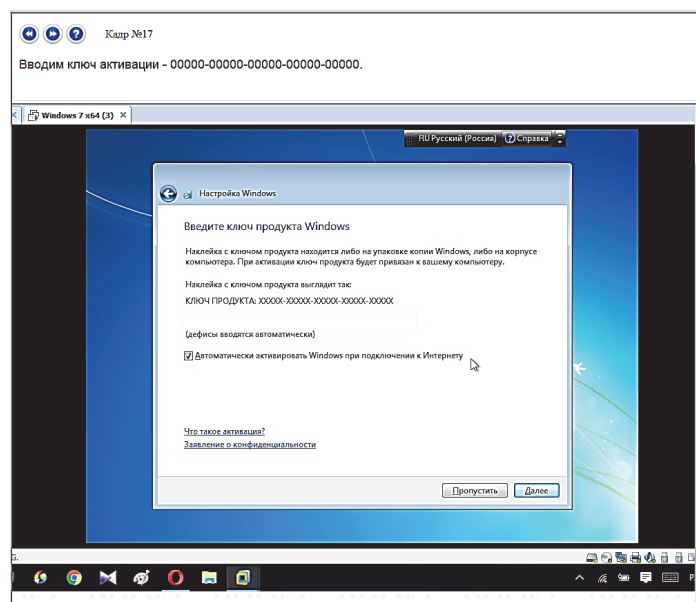 Кадр №17
Вводим ключ активации - 00000-00000-00000-00000-00000.
Windows 7 x64 (3) ×
RU Русский (Россия) Справка
Настройка Windows
Введите ключ продукта Windows
Наклейка с ключом продукта находится либо на упаковке копии Windows, либо на корпусе
компьютера. При активации ключ продукта будет привязан к вашему компьютеру.
Наклейка с ключом продукта выглядит так:
КЛЮЧ ПРОДУКТА: XXXXX-XXXXX-XXXXX-XXXXX-XXXXX
(дефисы вводятся автоматически)
Автоматически активировать Windows при подключении к Интернету
Что такое активация?
Заявление о конфиденциальности
Пропустить Далее